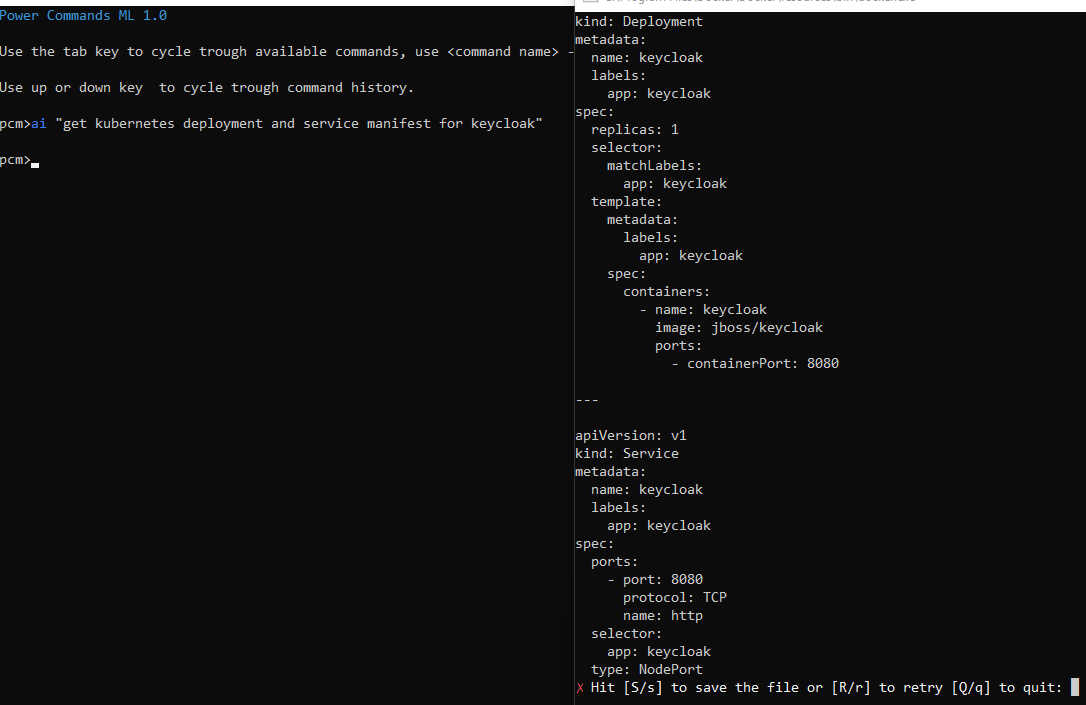 Power Commands ML 1.0
Use the tab key to cycle trough available commands, use <command name> -
Use up or down key  to cycle trough command history.
pcm>ai "get kubernetes deployment and service manifest for keycloak"
pcm>
kind: Deployment
metadata:
  name: keycloak
  labels:
    app: keycloak
spec:
  replicas: 1
  selector:
    matchLabels:
      app: keycloak
  template:
    metadata:
      labels:
        app: keycloak
    spec:
      containers:
        - name: keycloak
          image: jboss/keycloak
          ports:
            - containerPort: 8080
---
apiVersion: v1
kind: Service
metadata:
  name: keycloak
  labels:
    app: keycloak
spec:
  ports:
    - port: 8080
      protocol: TCP
      name: http
  selector:
    app: keycloak
  type: NodePort
✗ Hit [S/s] to save the file or [R/r] to retry [Q/q] to quit: